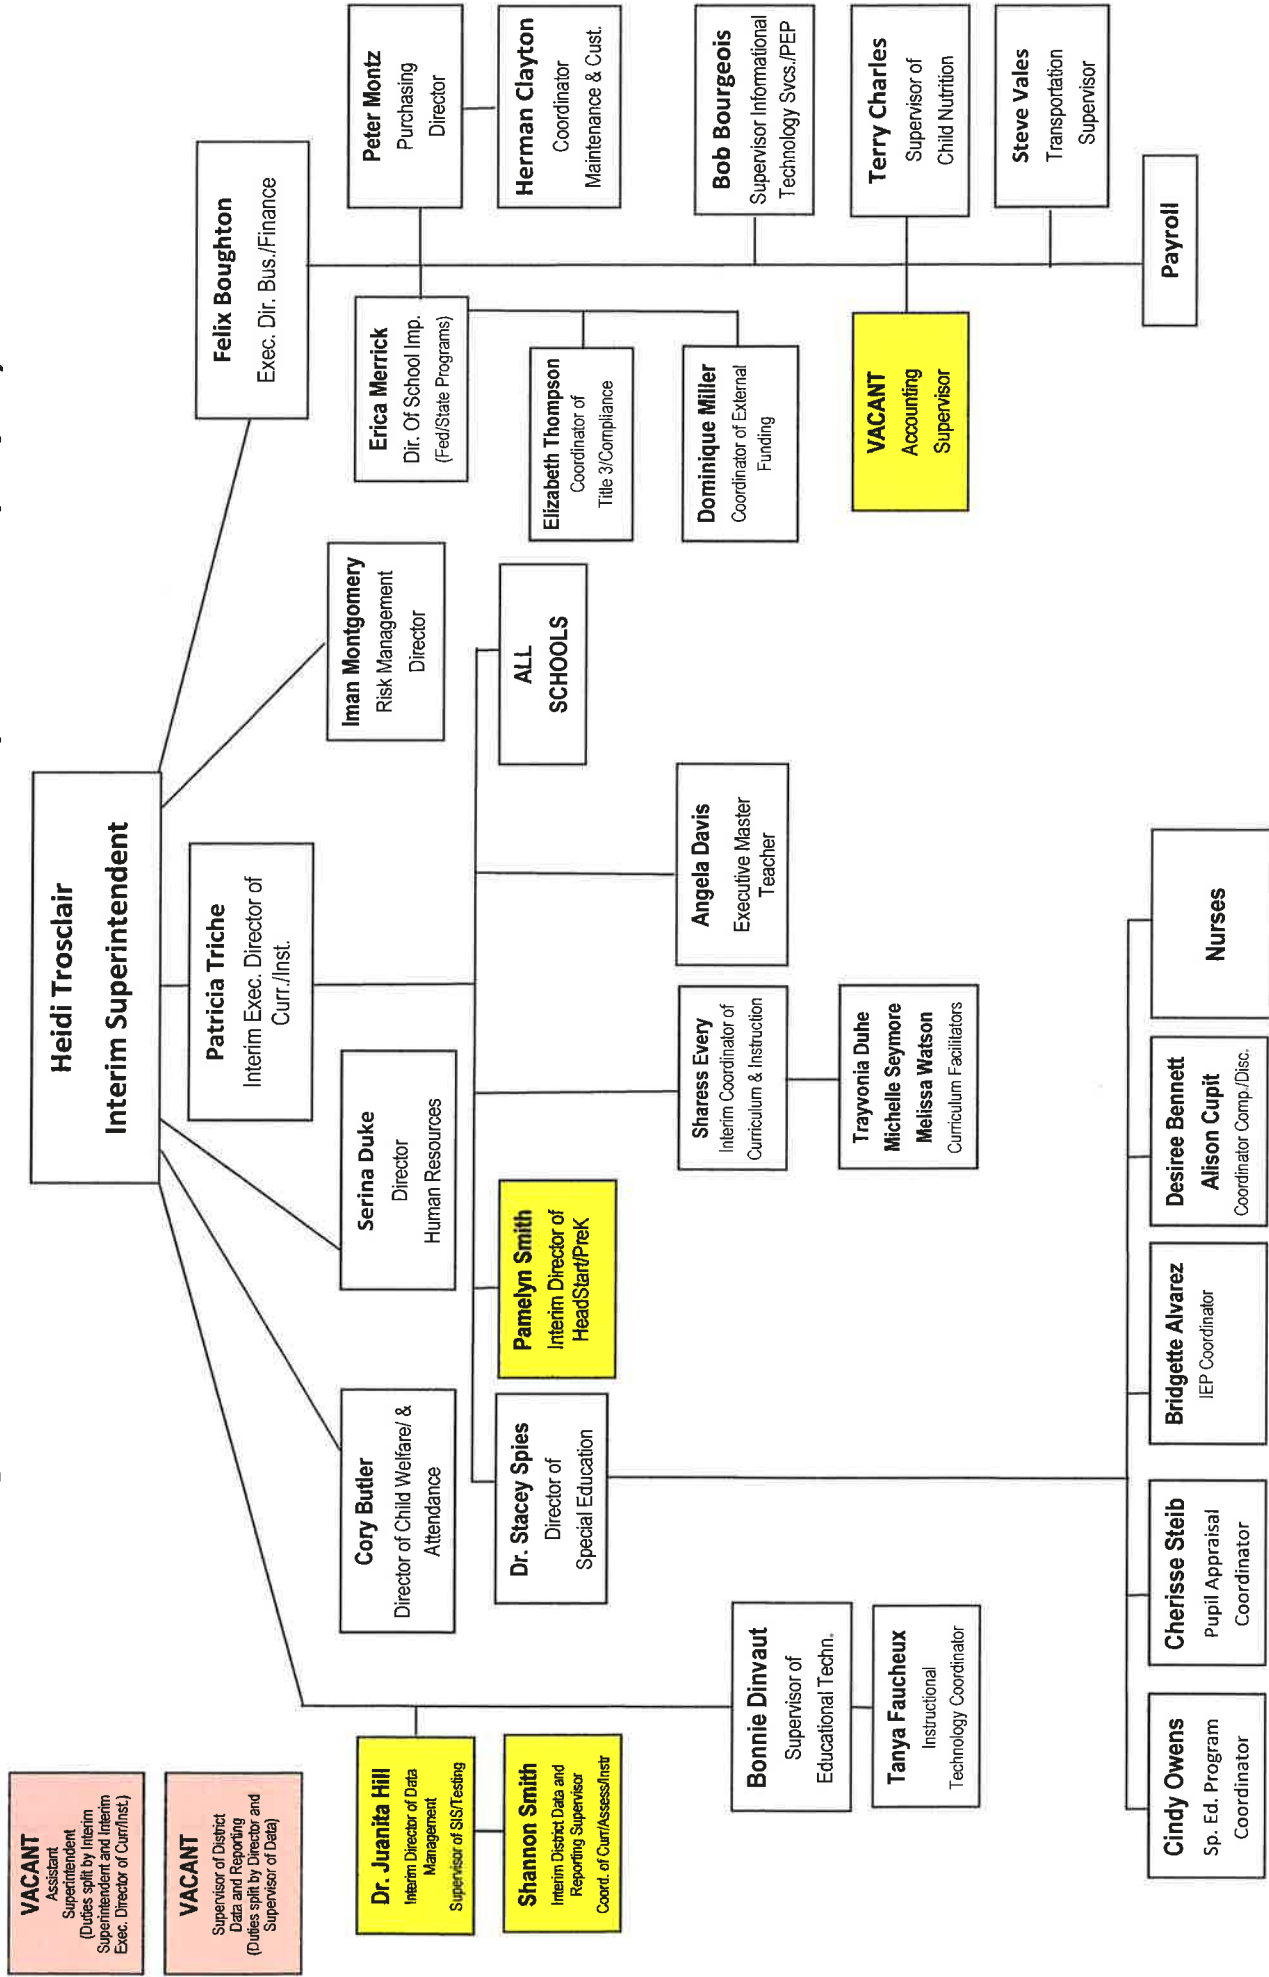 Heidi Trosclair
Interim Superintendent
VACANT
Assistant
Superintendent
(Duties split by Interim
Superintendent and Interim
Exec. Director of Curr/Inst.)
VACANT
Supervisor of District
Data and Reporting
(Duties split by Director and
Supervisor of Data)
Patricia Triche
Interim Exec. Director of
Curr./Inst.
Felix Boughton
Exec. Dir. Bus./Finance
Dr. Juanita Hill
Interim Director of Data
Management
Supervisor of SIS/Testing
Shannon Smith
Interim District Data and
Reporting Supervisor
Coord. of Curr/Assess/Instr
Cory Butler
Director of Child Welfare/ &
Attendance
Serina Duke
Director
Human Resources
Iman Montgomery
Risk Management
Director
Erica Merrick
Dir. Of School Imp.
(Fed/State Programs)
Peter Montz
Purchasing
Director
Herman Clayton
Coordinator
Maintenance & Cust.
Dr. Stacey Spies
Director of
Special Education
Pamelyn Smith
Interim Director of
HeadStart/PreK
ALL
SCHOOLS
Elizabeth Thompson
Coordinator of
Title 3/Compliance
Dominique Miller
Coordinator of External
Funding
Bob Bourgeois
Supervisor Informational
Technology Svcs./PEP
Bonnie Dinvaut
Supervisor of
Educational Techn.
Tanya Faucheux
Instructional
Technology Coordinator
Sharess Every
Interim Coordinator of
Curriculum & Instruction
Angela Davis
Executive Master
Teacher
Trayvonia Duhe
Michelle Seymore
Melissa Watson
Curriculum Facilitators
VACANT
Accounting
Supervisor
Terry Charles
Supervisor of
Child Nutrition
Steve Vales
Transportation
Supervisor
Payroll
Cindy Owens
Sp. Ed. Program
Coordinator
Cherisse Steib
Pupil Appraisal
Coordinator
Bridgette Alvarez
IEP Coordinator
Desiree Bennett
Alison Cupit
Coordinator Comp./Disc.
Nurses